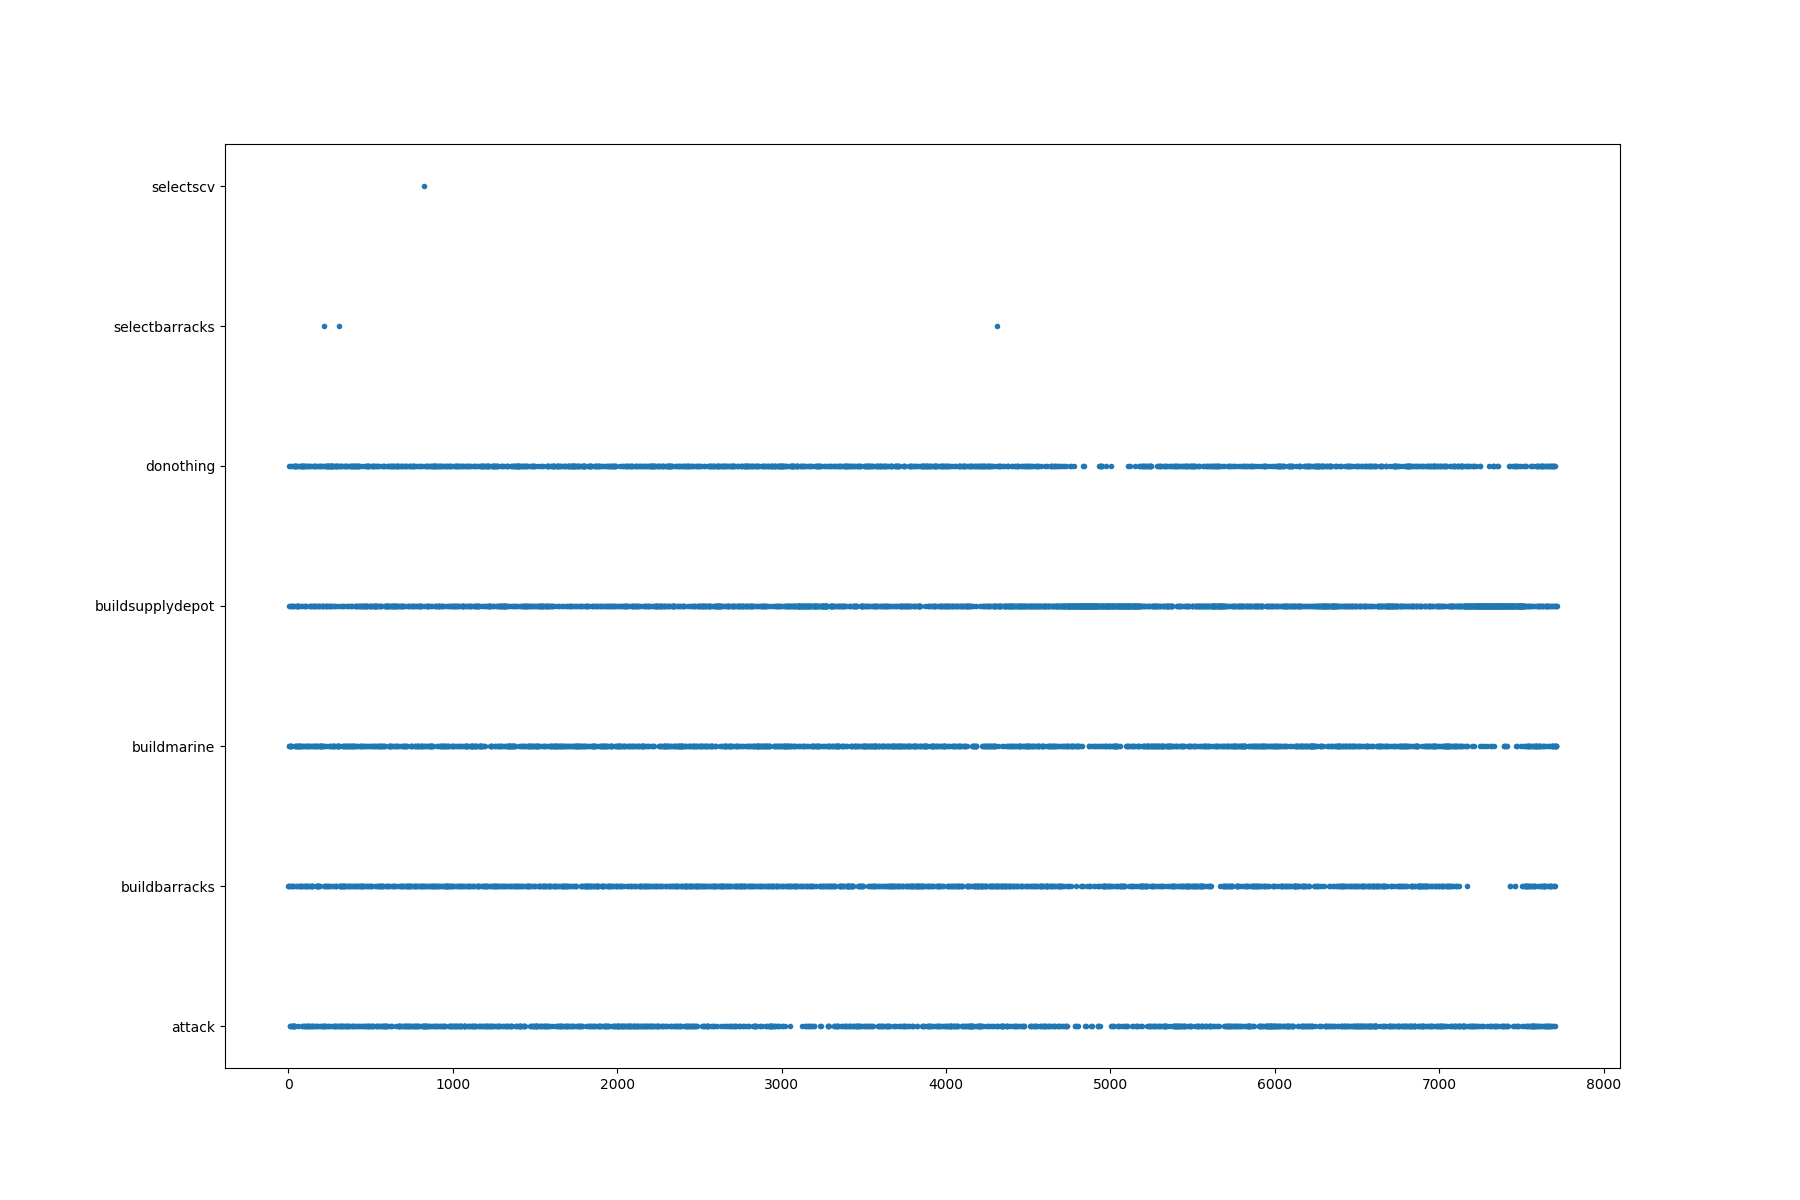 selectscv
selectbarracks
donothing
buildsupplydepot
buildmarine
buildbarracks
attack
0 1000 2000 3000 4000 5000 6000 7000 8000